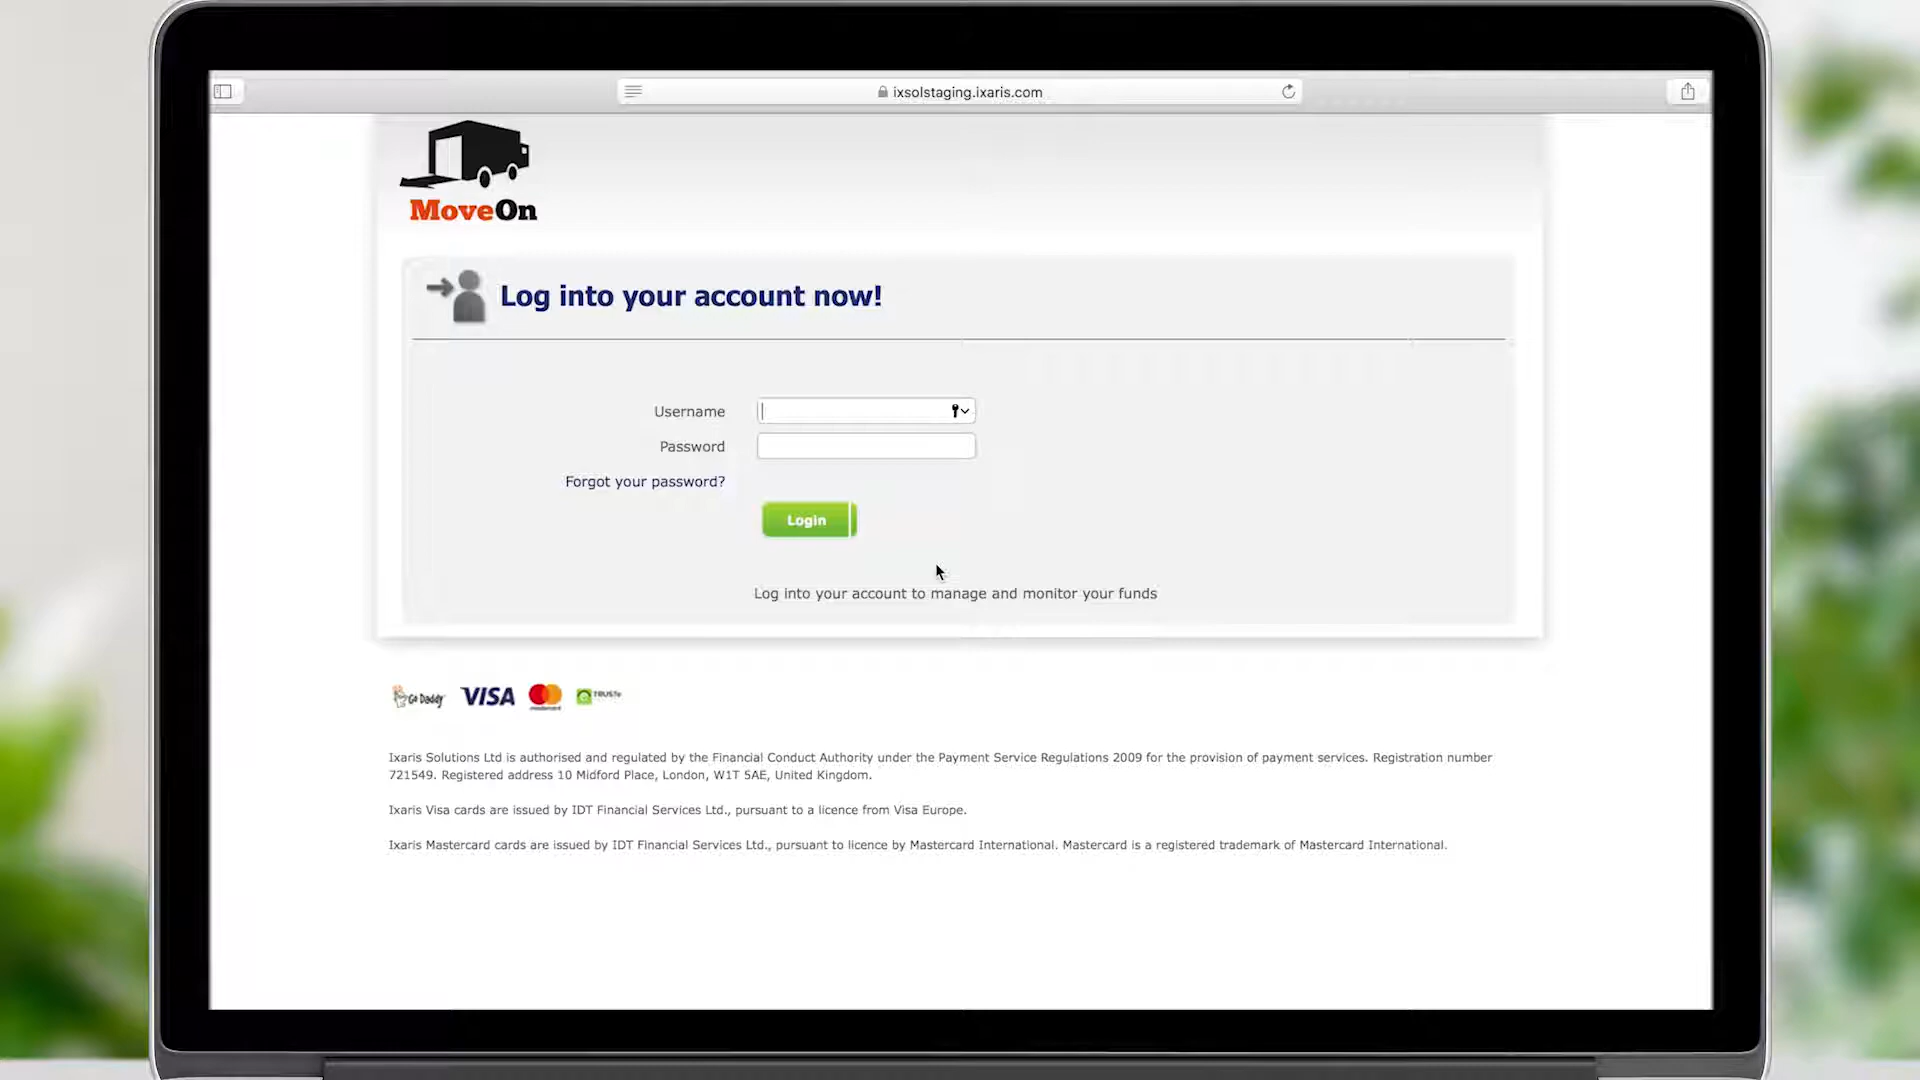 ixsolstaging.ixaris.com
MoveOn
Log into your account now!
Username
Password
Forgot your password?
Login
Log into your account to manage and monitor your funds
Go Daddy VISA mastercard TRUSTe
Ixaris Solutions Ltd is authorised and regulated by the Financial Conduct Authority under the Payment Service Regulations 2009 for the provision of payment services. Registration number
721549. Registered address 10 Midford Place, London, W1T 5AE, United Kingdom.
Ixaris Visa cards are issued by IDT Financial Services Ltd., pursuant to a licence from Visa Europe.
Ixaris Mastercard cards are issued by IDT Financial Services Ltd., pursuant to licence by Mastercard International. Mastercard is a registered trademark of Mastercard International.